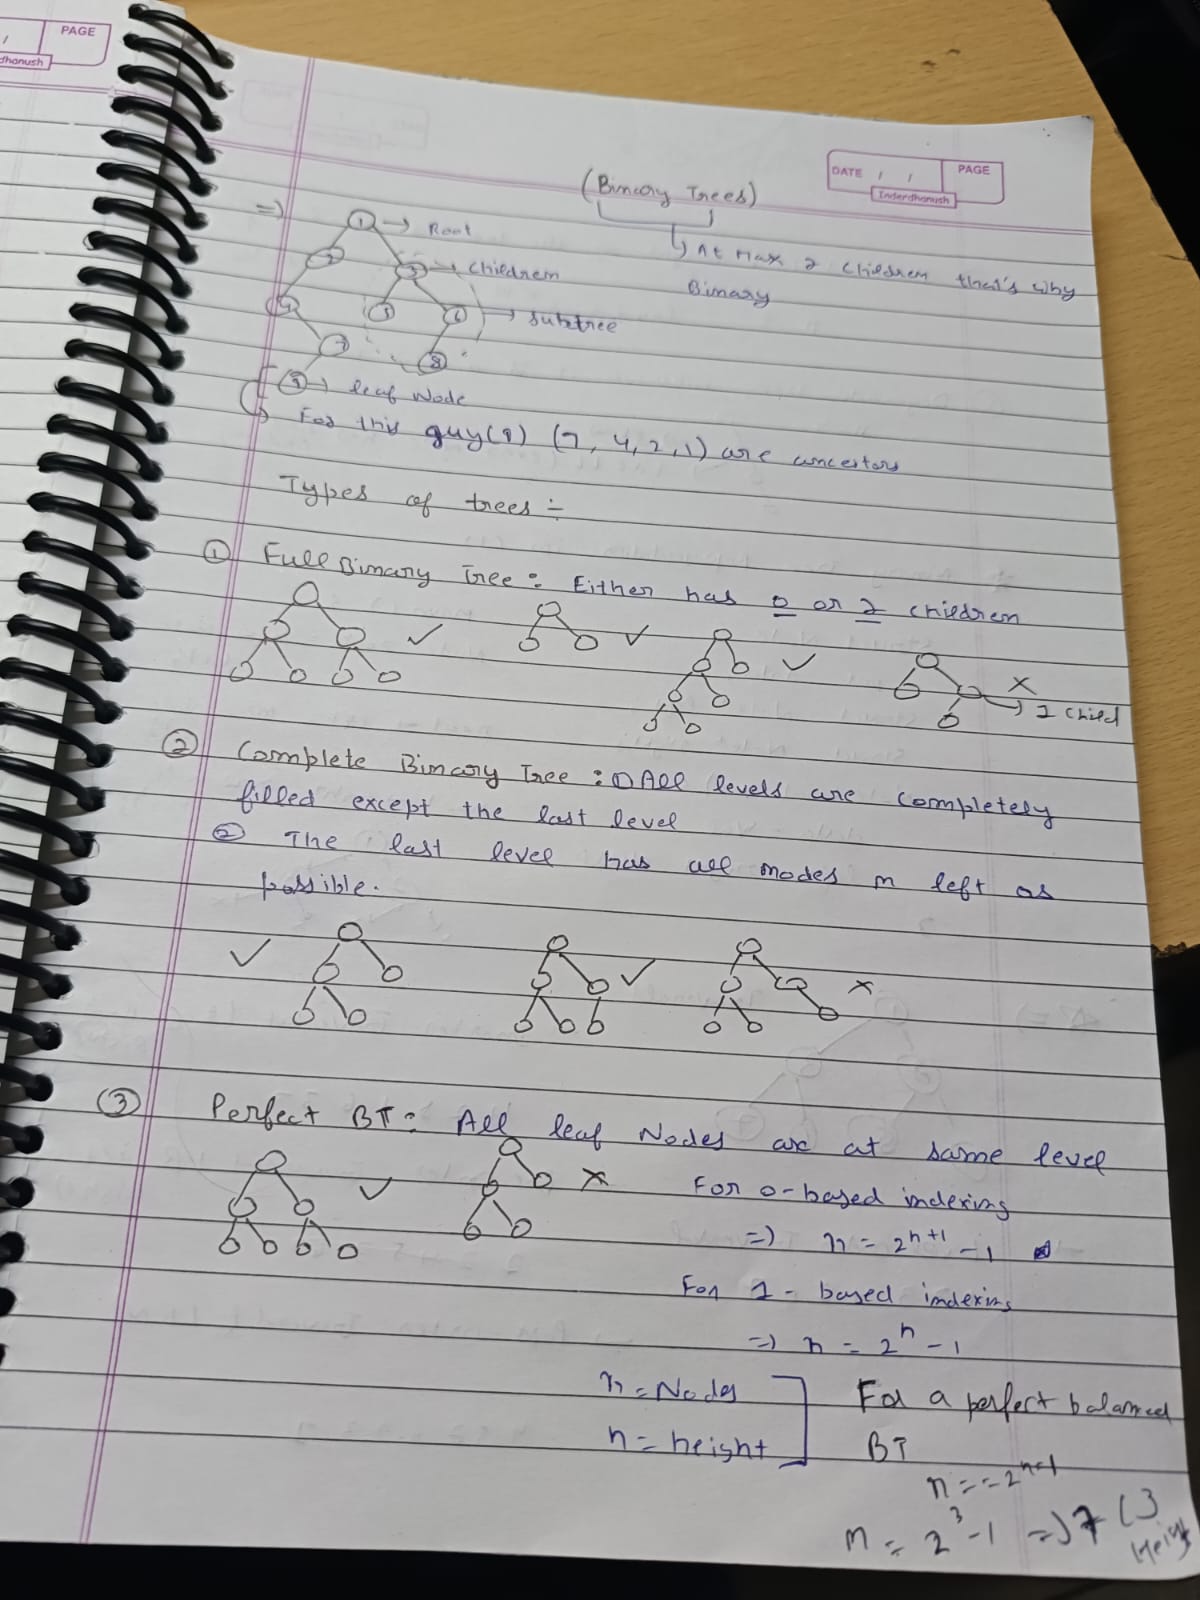 PAGE
dhanush
DATE / / PAGE
Inderdhanush
(Binary Trees)
=) 1 -> Root
At Max 2 children that's why
Binary
2 3 -> Children
4 5 6 -> Subtree
7 8
9 -> leaf Node
For this guy(9) (7, 4, 2, 1) are ancestors
Types of trees :-
① Full Binary Tree: Either has 0 or 2 children
✓ ✓ ✓ × -> 1 Child
② Complete Binary Tree: ① All levels are completely
filled except the last level
② The last level has all nodes in left as
possible.
✓ ✓ ×
③ Perfect BT: All leaf Nodes are at same level
✓ ×
For 0-based indexing
=) n = 2^h+1 - 1
For 1-based indexing
=) n = 2^h - 1
n = Nodes
h = height
For a perfect balanced
BT
n = 2^3 - 1 =) 7 (3
Height